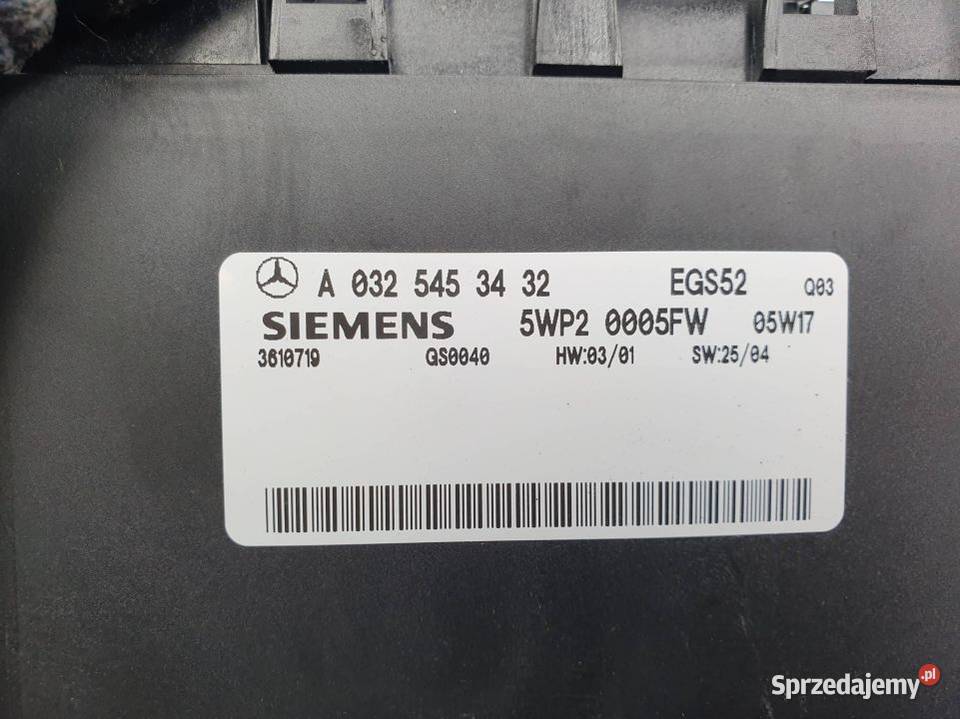 A 032 545 34 32 EGS52 Q03
SIEMENS 5WP2 0005FW 05W17
3610719 QS0040 HW:03/01 SW:25/04
Sprzedajemy.pl